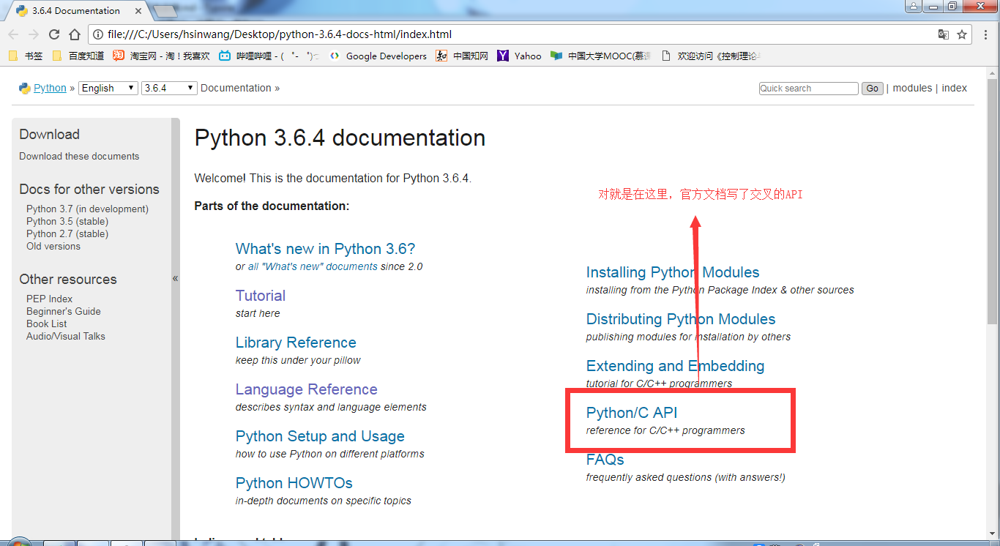 3.6.4 Documentation
file:///C:/Users/hsinwang/Desktop/python-3.6.4-docs-html/index.html
书签 百度知道 淘宝网 - 淘！我喜欢 哔哩哔哩 - ( ゜- ゜)つ Google Developers 中国知网 Yahoo 中国大学MOOC(慕 欢迎访问《控制理论
Python » English 3.6.4 Documentation » Quick search Go | modules | index
Download
Download these documents
Docs for other versions
Python 3.7 (in development)
Python 3.5 (stable)
Python 2.7 (stable)
Old versions
Other resources
PEP Index
Beginner's Guide
Book List
Audio/Visual Talks
«
Python 3.6.4 documentation
Welcome! This is the documentation for Python 3.6.4.
Parts of the documentation:
对就是在这里，官方文档写了交叉的API
What's new in Python 3.6?
or all "What's new" documents since 2.0
Tutorial
start here
Library Reference
keep this under your pillow
Language Reference
describes syntax and language elements
Python Setup and Usage
how to use Python on different platforms
Python HOWTOs
in-depth documents on specific topics
Installing Python Modules
installing from the Python Package Index & other sources
Distributing Python Modules
publishing modules for installation by others
Extending and Embedding
tutorial for C/C++ programmers
Python/C API
reference for C/C++ programmers
FAQs
frequently asked questions (with answers!)